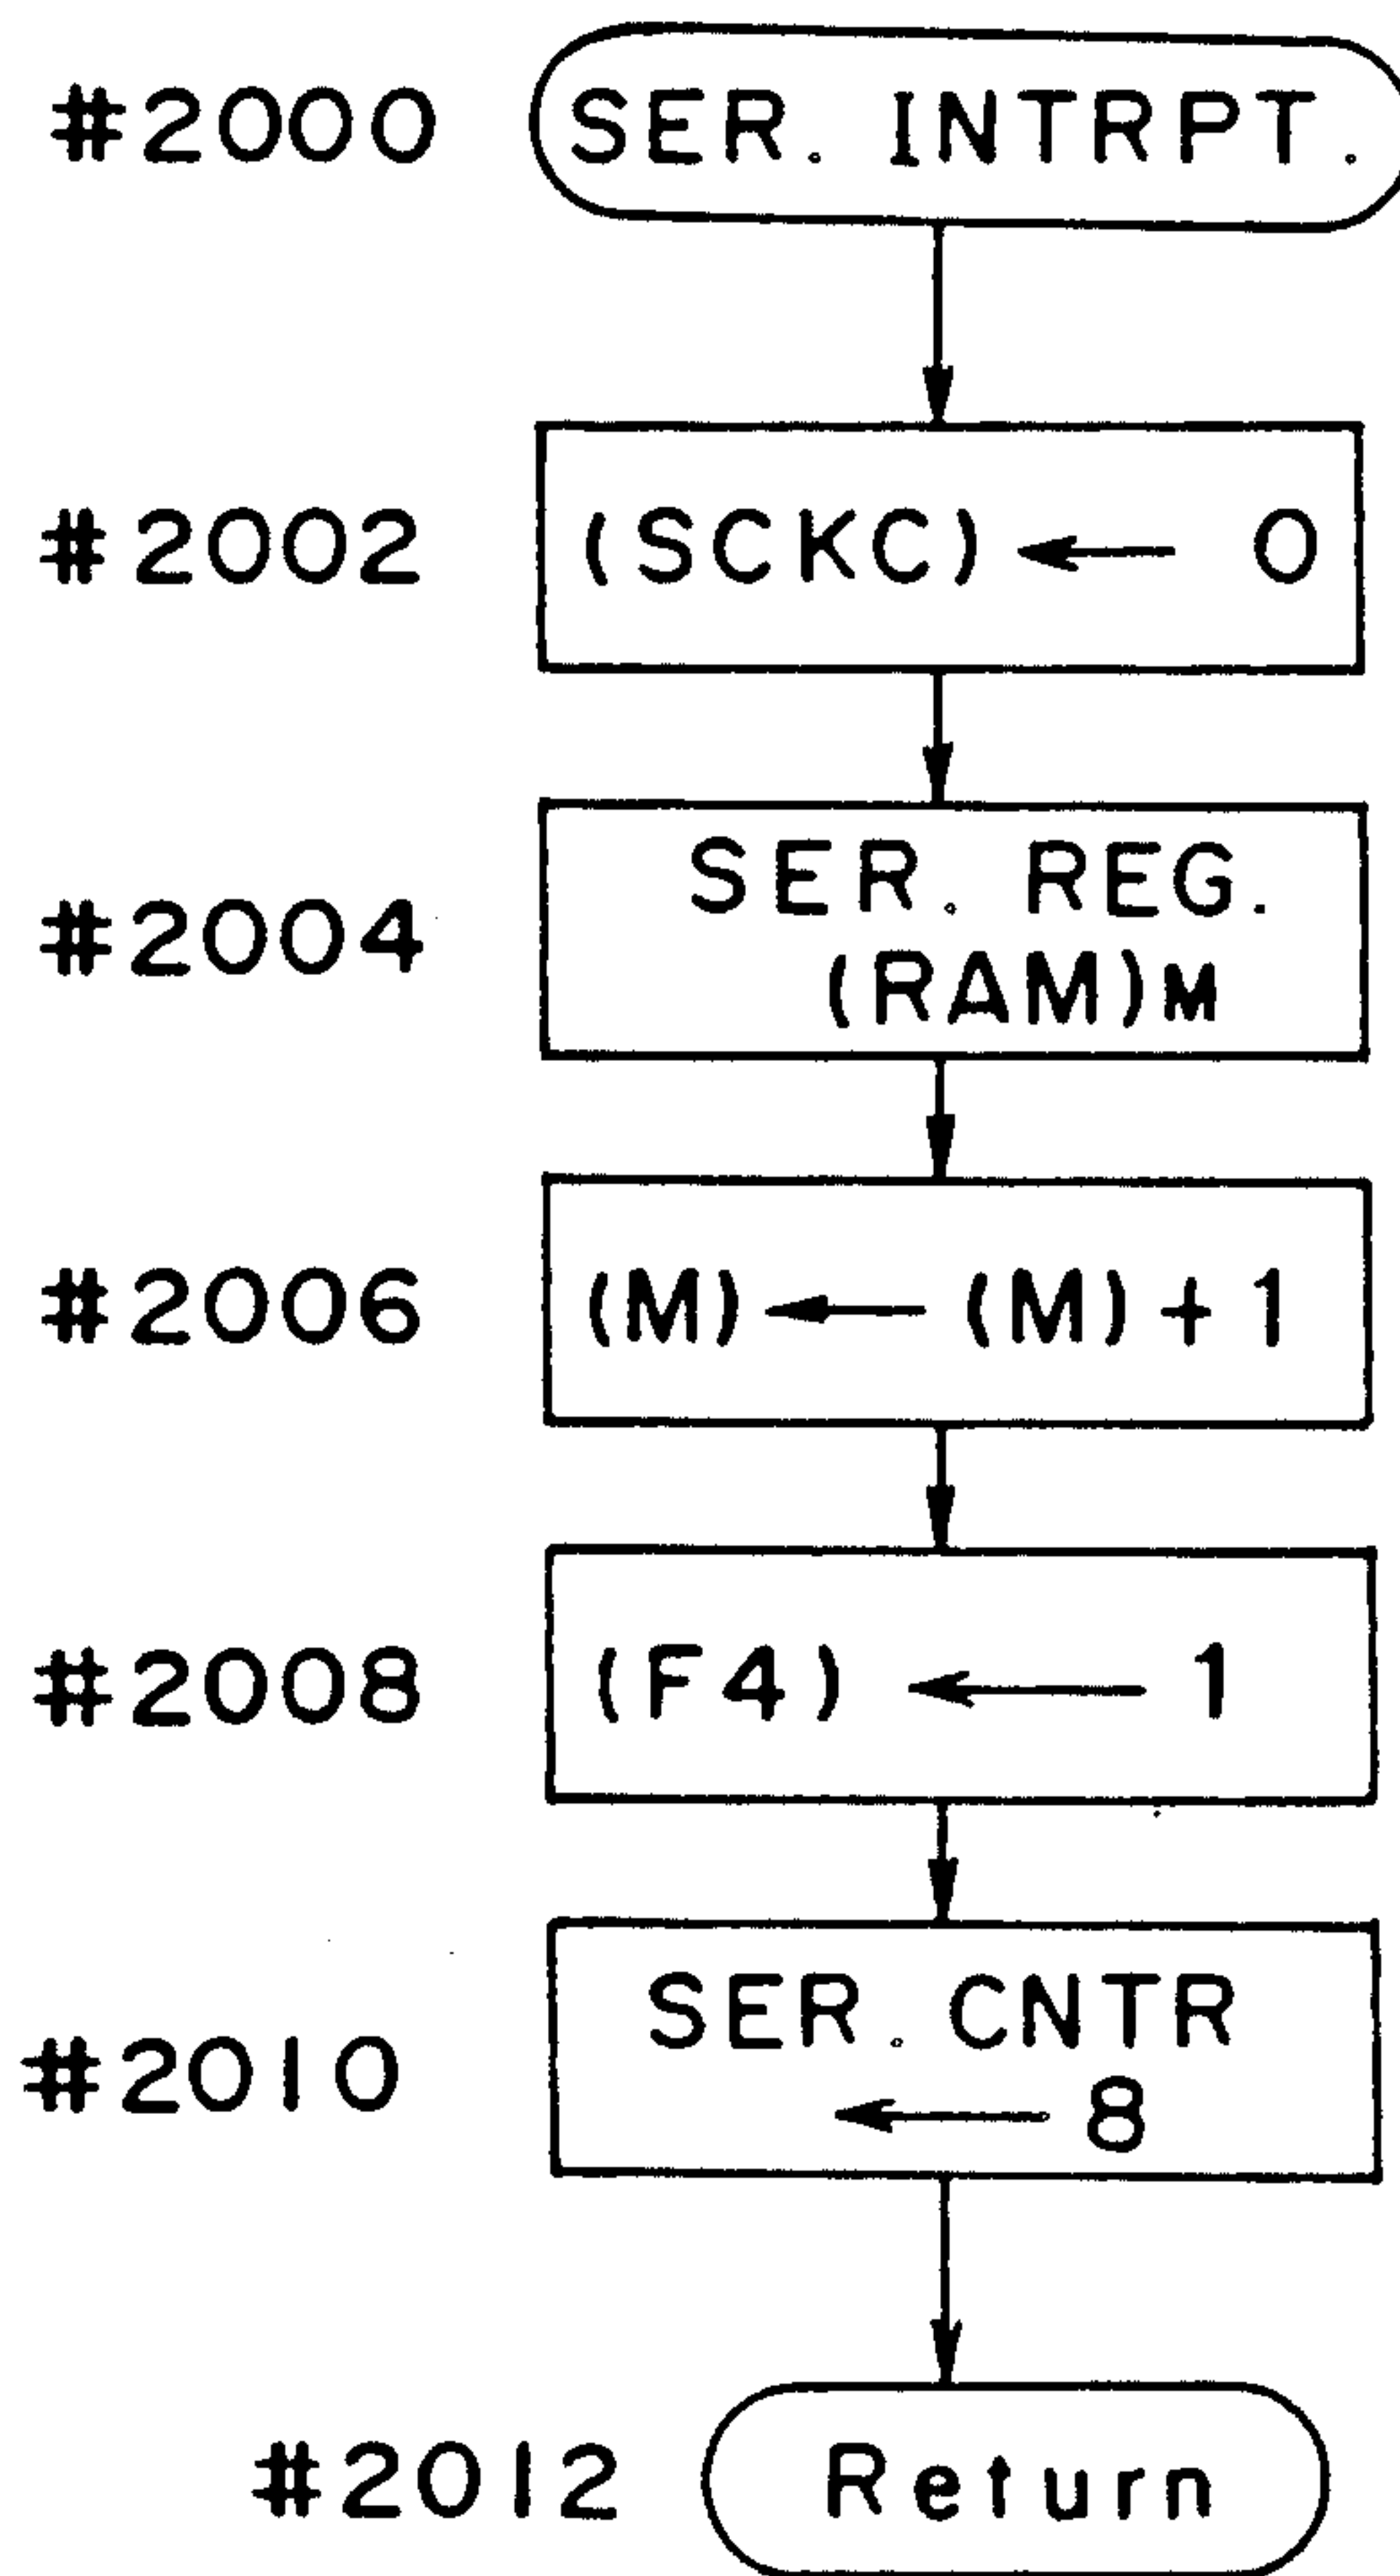 #2000 SER. INTRPT.
#2002 (SCKC) ← 0
#2004 SER. REG.
(RAM)M
#2006 (M) ← (M) + 1
#2008 (F4) ← 1
#2010 SER. CNTR
← 8
#2012 Return